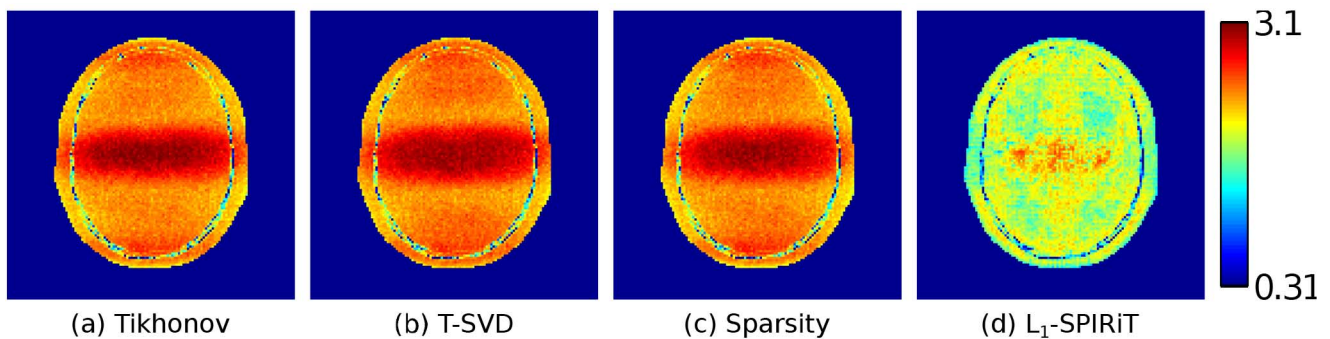 3.1
0.31
(a) Tikhonov
(b) T-SVD
(c) Sparsity
(d) L₁-SPIRiT